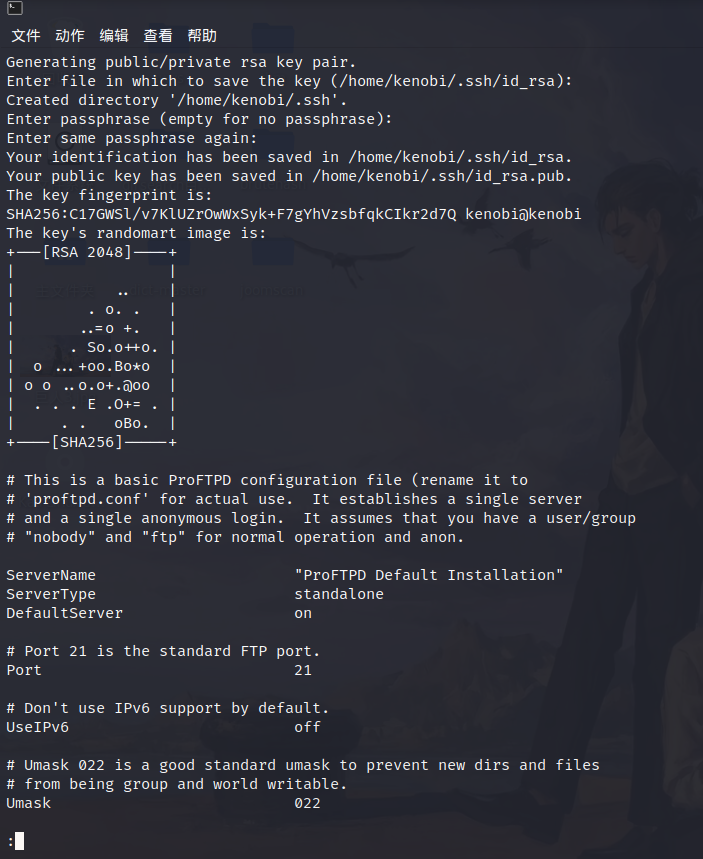 文件 动作 编辑 查看 帮助
Generating public/private rsa key pair.
Enter file in which to save the key (/home/kenobi/.ssh/id_rsa):
Created directory '/home/kenobi/.ssh'.
Enter passphrase (empty for no passphrase):
Enter same passphrase again:
Your identification has been saved in /home/kenobi/.ssh/id_rsa.
Your public key has been saved in /home/kenobi/.ssh/id_rsa.pub.
The key fingerprint is:
SHA256:C17GWSl/v7KlUZrOwWxSyk+F7gYhVzsbfqkCIkr2d7Q kenobi@kenobi
The key's randomart image is:
+---[RSA 2048]----+
|                 |
|           ..    |
|        . o. .   |
|       ..=o +.   |
|      . So.o++o. |
|  o ...+oo.Bo*o  |
| o o ..o.o+.@oo  |
|  . . . E .O+= . |
|     . .   oBo.  |
+----[SHA256]-----+
# This is a basic ProFTPD configuration file (rename it to
# 'proftpd.conf' for actual use.  It establishes a single server
# and a single anonymous login.  It assumes that you have a user/group
# "nobody" and "ftp" for normal operation and anon.
ServerName                      "ProFTPD Default Installation"
ServerType                      standalone
DefaultServer                   on
# Port 21 is the standard FTP port.
Port                            21
# Don't use IPv6 support by default.
UseIPv6                         off
# Umask 022 is a good standard umask to prevent new dirs and files
# from being group and world writable.
Umask                           022
: